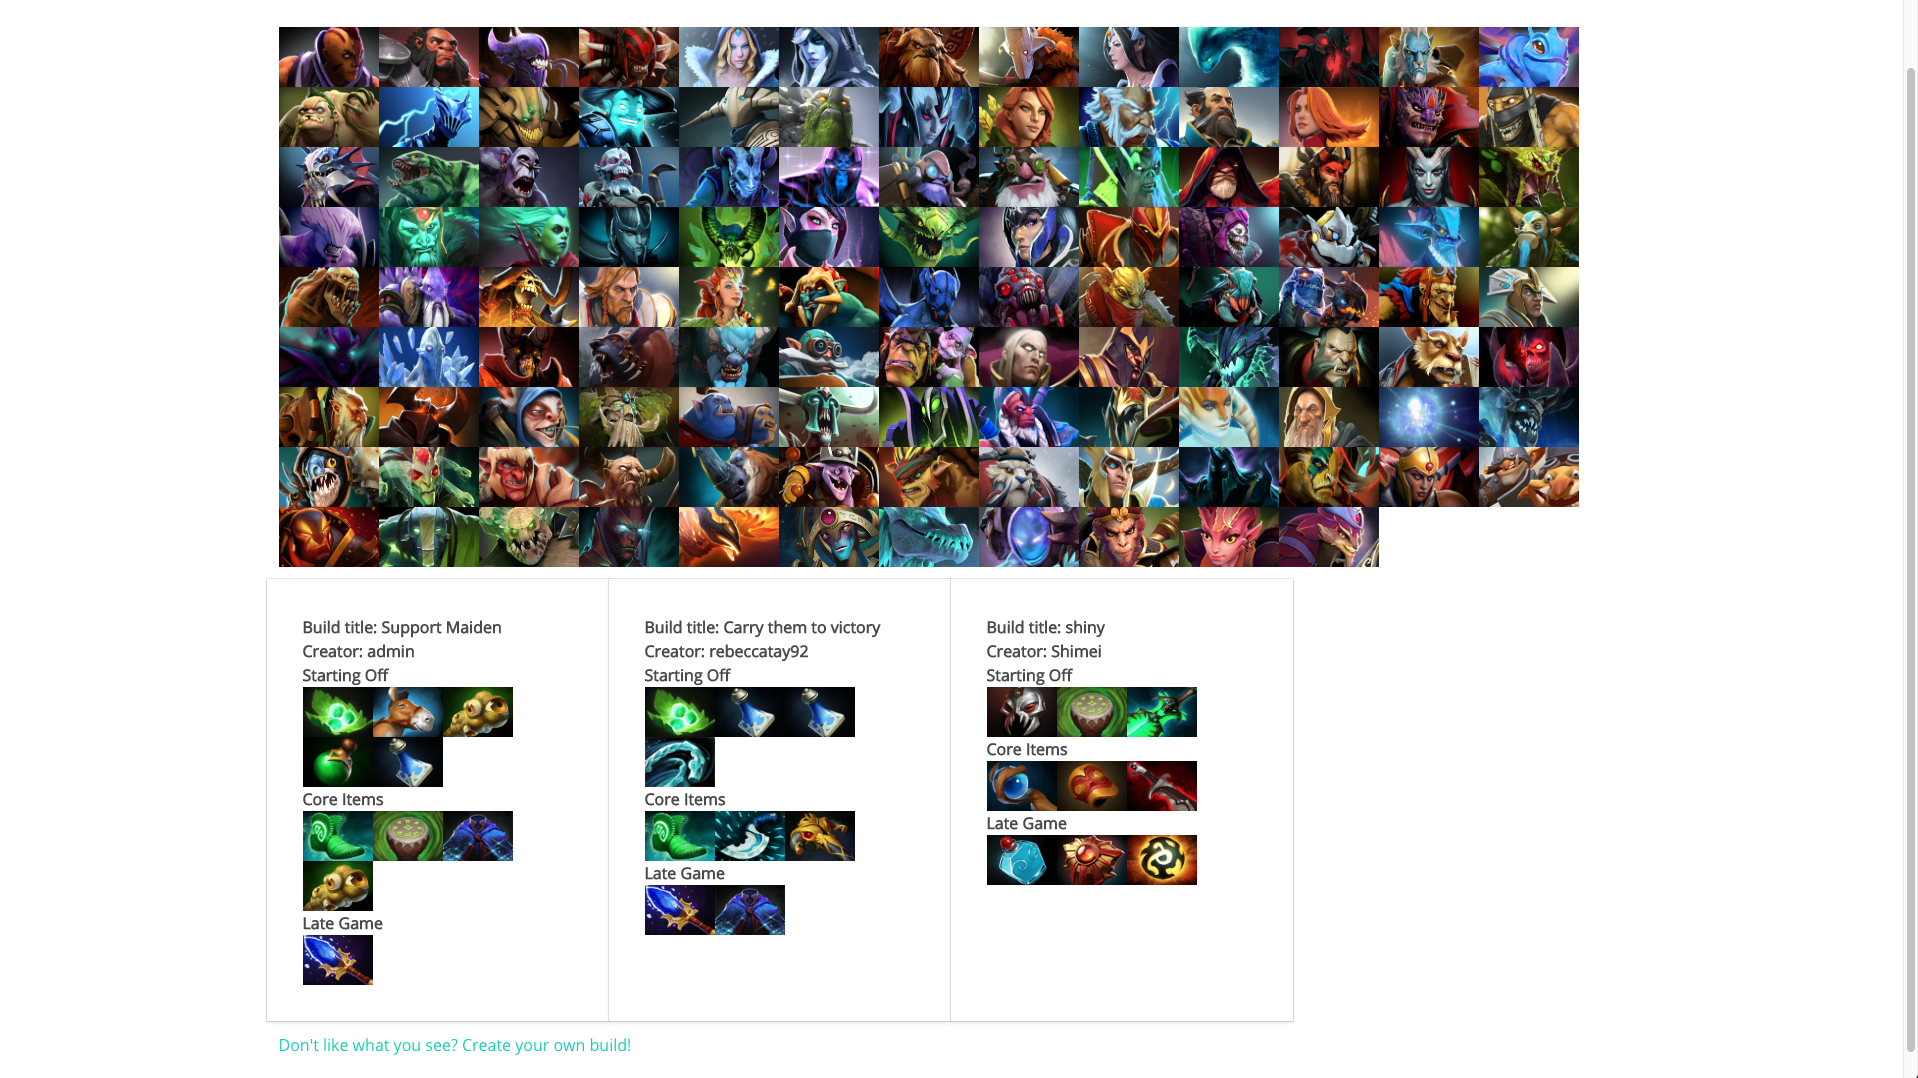 Build title: Support Maiden
Creator: admin
Starting Off
Core Items
Late Game
Build title: Carry them to victory
Creator: rebeccatay92
Starting Off
Core Items
Late Game
Build title: shiny
Creator: Shimei
Starting Off
Core Items
Late Game
Don't like what you see? Create your own build!